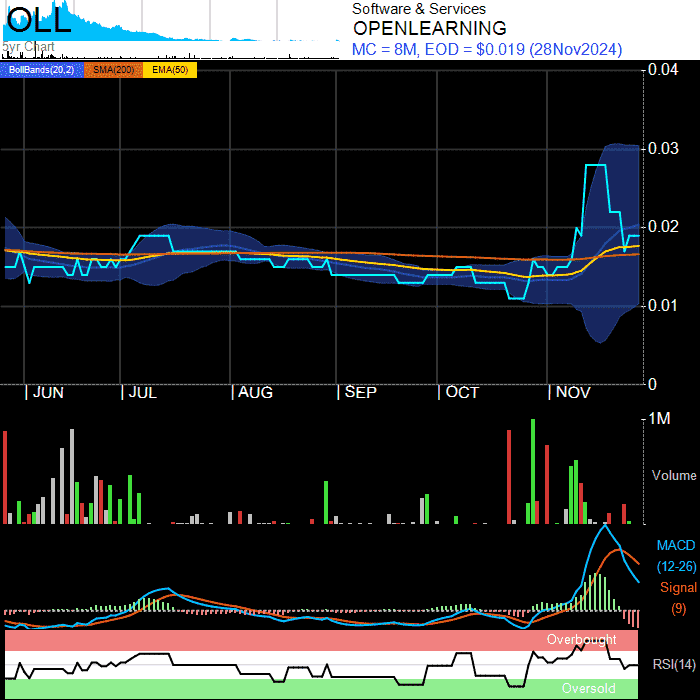 OLL
5yr Chart
Software & Services
OPENLEARNING
MC = 8M, EOD = $0.019 (28Nov2024)
BollBands(20,2) SMA(200) EMA(50)
0.04
0.03
0.02
0.01
0
JUN JUL AUG SEP OCT NOV
1M
Volume
MACD
(12-26)
Signal
(9)
Overbought
RSI(14)
Oversold